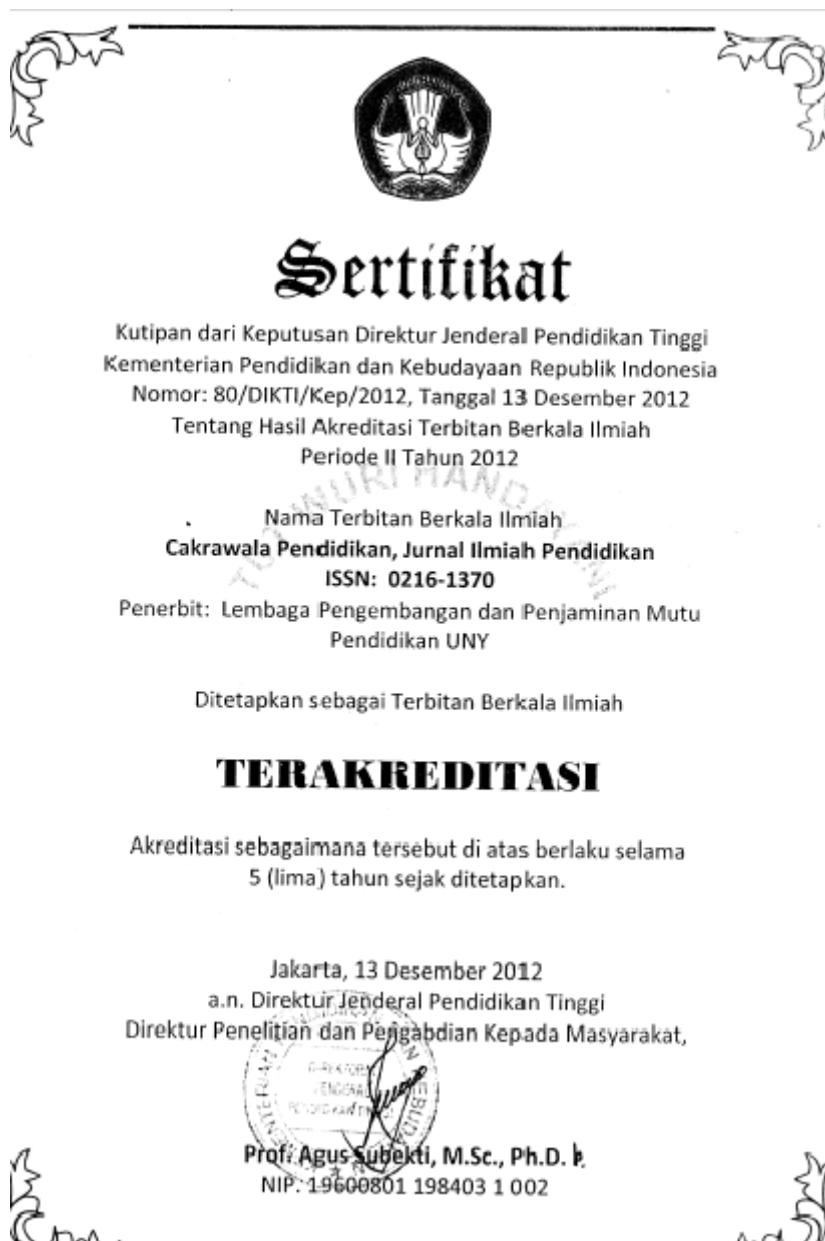 Sertifikat
Kutipan dari Keputusan Direktur Jenderal Pendidikan Tinggi
Kementerian Pendidikan dan Kebudayaan Republik Indonesia
Nomor: 80/DIKTI/Kep/2012, Tanggal 13 Desember 2012
Tentang Hasil Akreditasi Terbitan Berkala Ilmiah
Periode II Tahun 2012
TUT WURI HANDAYANI
Nama Terbitan Berkala Ilmiah
Cakrawala Pendidikan, Jurnal Ilmiah Pendidikan
ISSN: 0216-1370
Penerbit: Lembaga Pengembangan dan Penjaminan Mutu
Pendidikan UNY
Ditetapkan sebagai Terbitan Berkala Ilmiah
TERAKREDITASI
Akreditasi sebagaimana tersebut di atas berlaku selama
5 (lima) tahun sejak ditetapkan.
Jakarta, 13 Desember 2012
a.n. Direktur Jenderal Pendidikan Tinggi
Direktur Penelitian dan Pengabdian Kepada Masyarakat,
Prof. Agus Subekti, M.Sc., Ph.D.
NIP. 19600801 198403 1 002